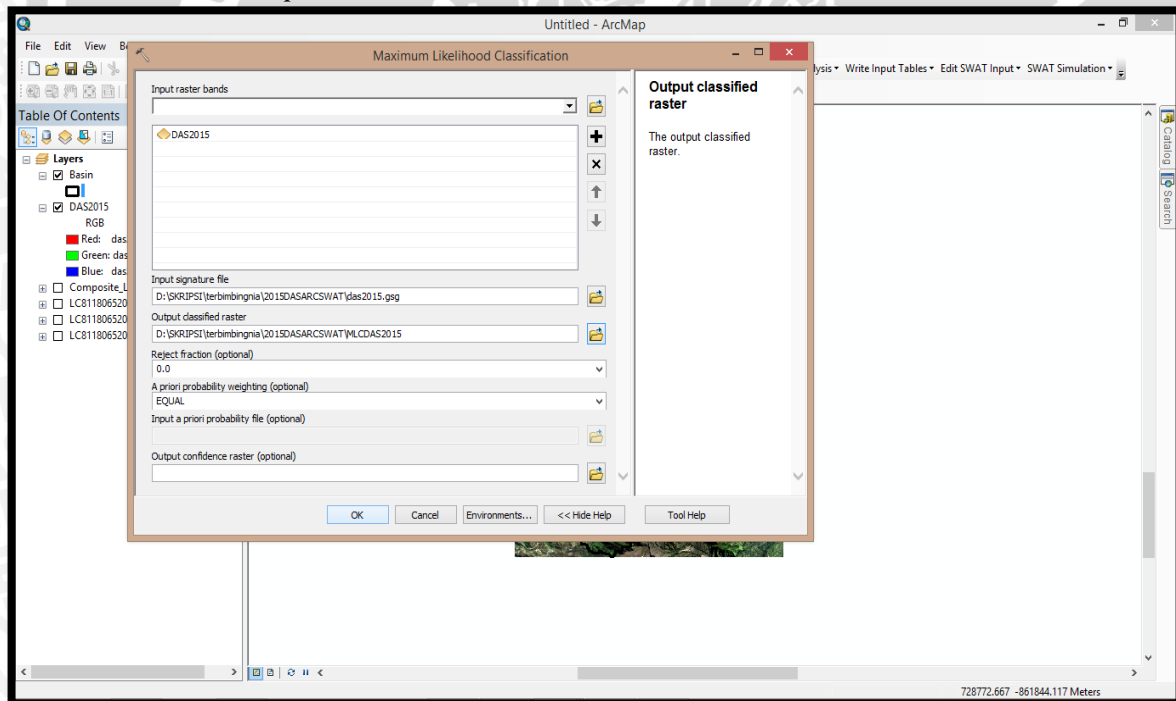 Untitled - ArcMap
File Edit View
Maximum Likelihood Classification
lysis Write Input Tables Edit SWAT Input SWAT Simulation
Table Of Contents
Layers
Basin
DAS2015
RGB
Red: das
Green: das
Blue: das
Composite_L
LC811806520
LC811806520
LC811806520
Input raster bands
DAS2015
Input signature file
D:\SKRIPSI\terbimbingnia\2015DASARCSWAT\das2015.gsg
Output classified raster
D:\SKRIPSI\terbimbingnia\2015DASARCSWAT\MLCDAS2015
Reject fraction (optional)
0.0
A priori probability weighting (optional)
EQUAL
Input a priori probability file (optional)
Output confidence raster (optional)
OK Cancel Environments... << Hide Help Tool Help
Output classified
raster
The output classified
raster.
Catalog
Search
728772.667 -861844.117 Meters